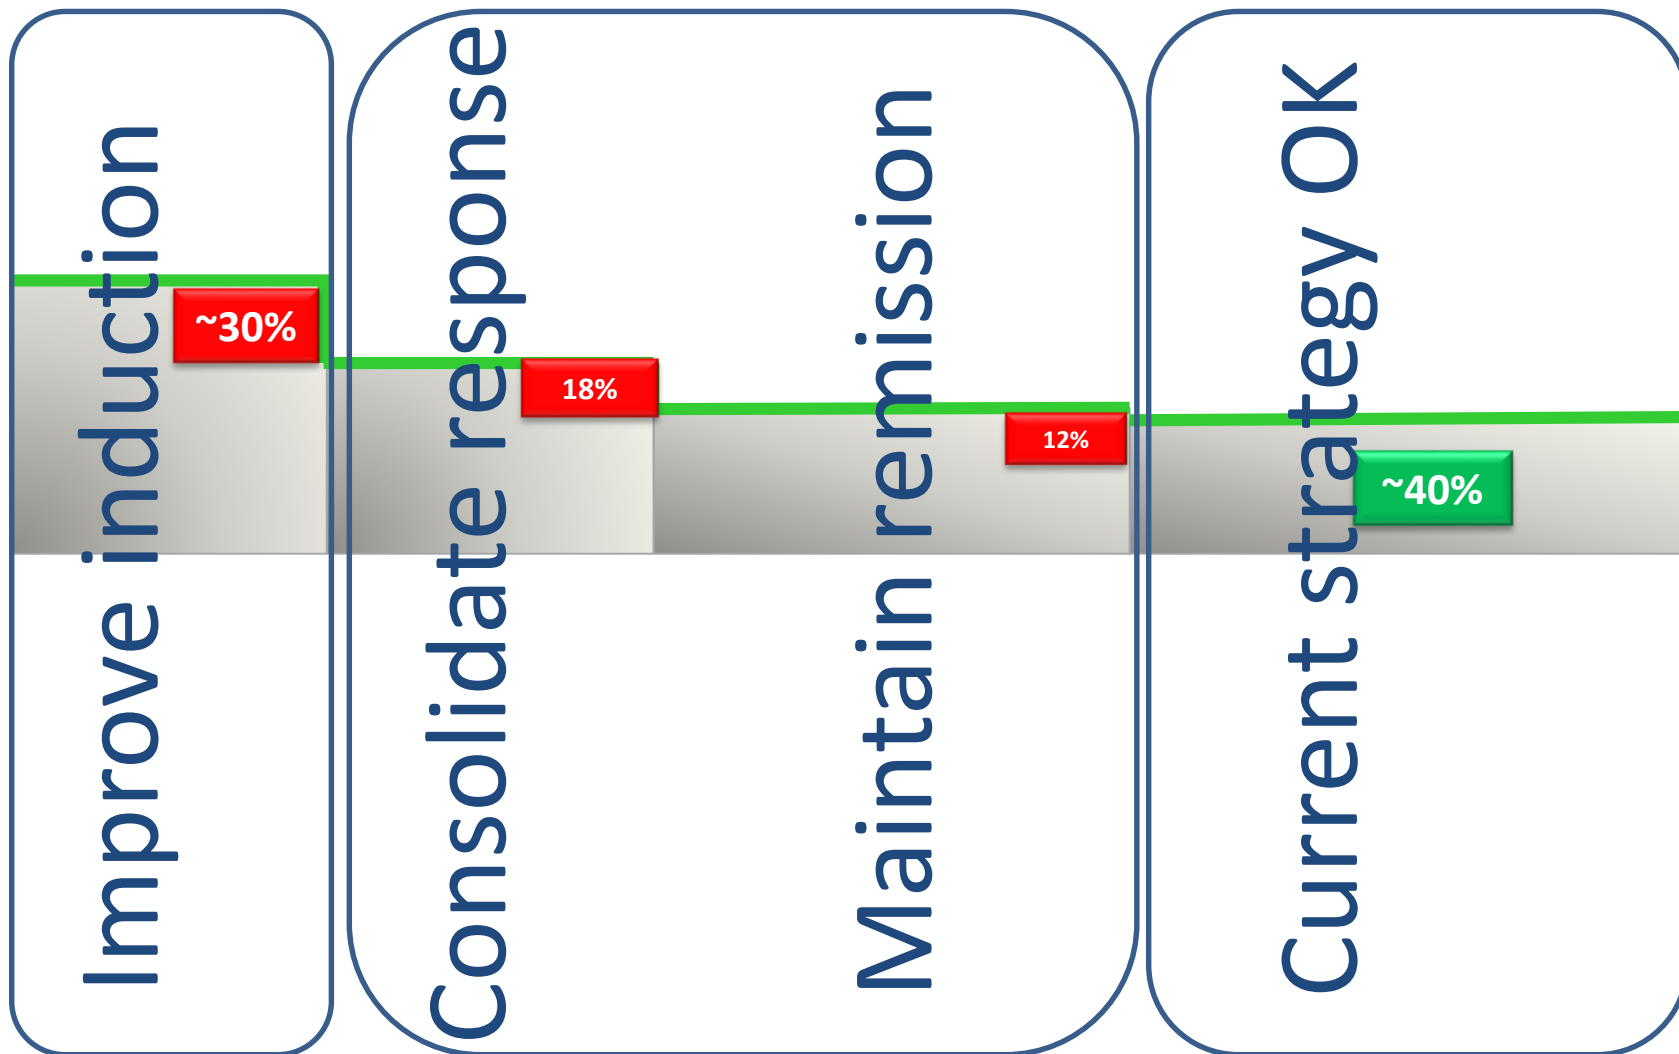 Improve induction
~30%
Consolidate response
18%
Maintain remission
12%
Current strategy OK
~40%